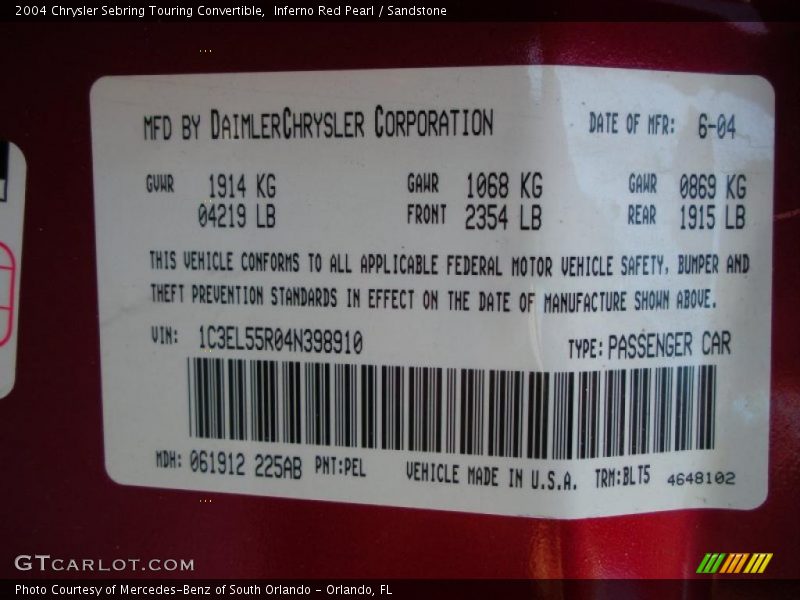 2004 Chrysler Sebring Touring Convertible,  Inferno Red Pearl / Sandstone
MFD BY DAIMLERCHRYSLER CORPORATION DATE OF MFR: 6-04
GVWR 1914 KG GAWR 1068 KG GAWR 0869 KG
04219 LB FRONT 2354 LB REAR 1915 LB
THIS VEHICLE CONFORMS TO ALL APPLICABLE FEDERAL MOTOR VEHICLE SAFETY, BUMPER AND
THEFT PREVENTION STANDARDS IN EFFECT ON THE DATE OF MANUFACTURE SHOWN ABOVE.
VIN: 1C3EL55R04N398910 TYPE: PASSENGER CAR
MDH: 061912 225AB PNT:PEL VEHICLE MADE IN U.S.A. TRM:BLT5 4648102
GTCARLOT.COM
Photo Courtesy of Mercedes-Benz of South Orlando - Orlando, FL